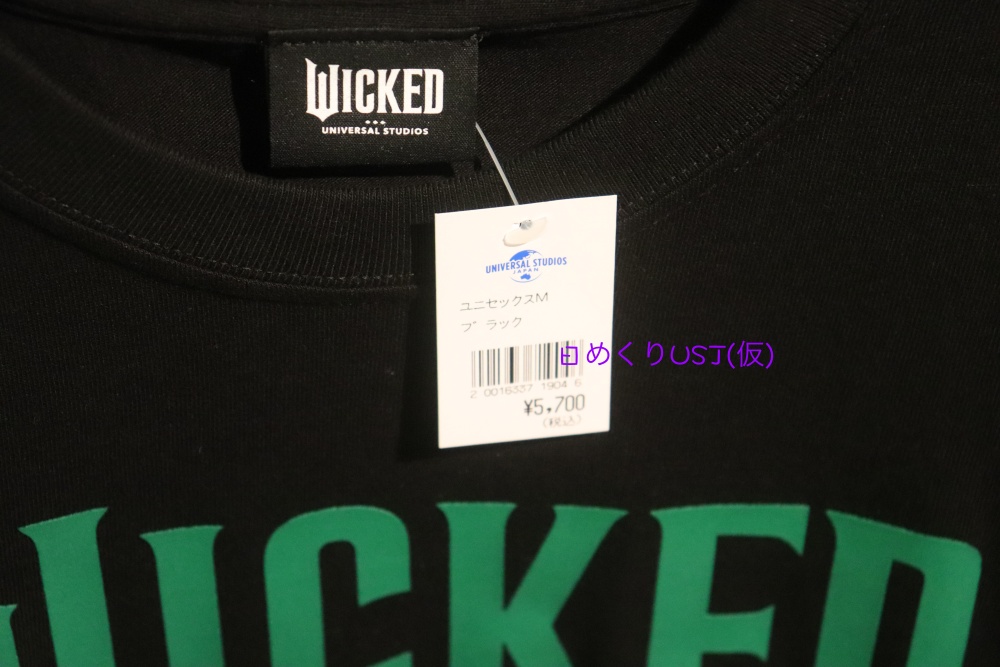 WICKED
UNIVERSAL STUDIOS
UNIVERSAL STUDIOS
JAPAN
ユニセックスM
ブラック
日めくりUSJ(仮)
2 0016337 1904 6
¥5,700
(税込)
WICKED